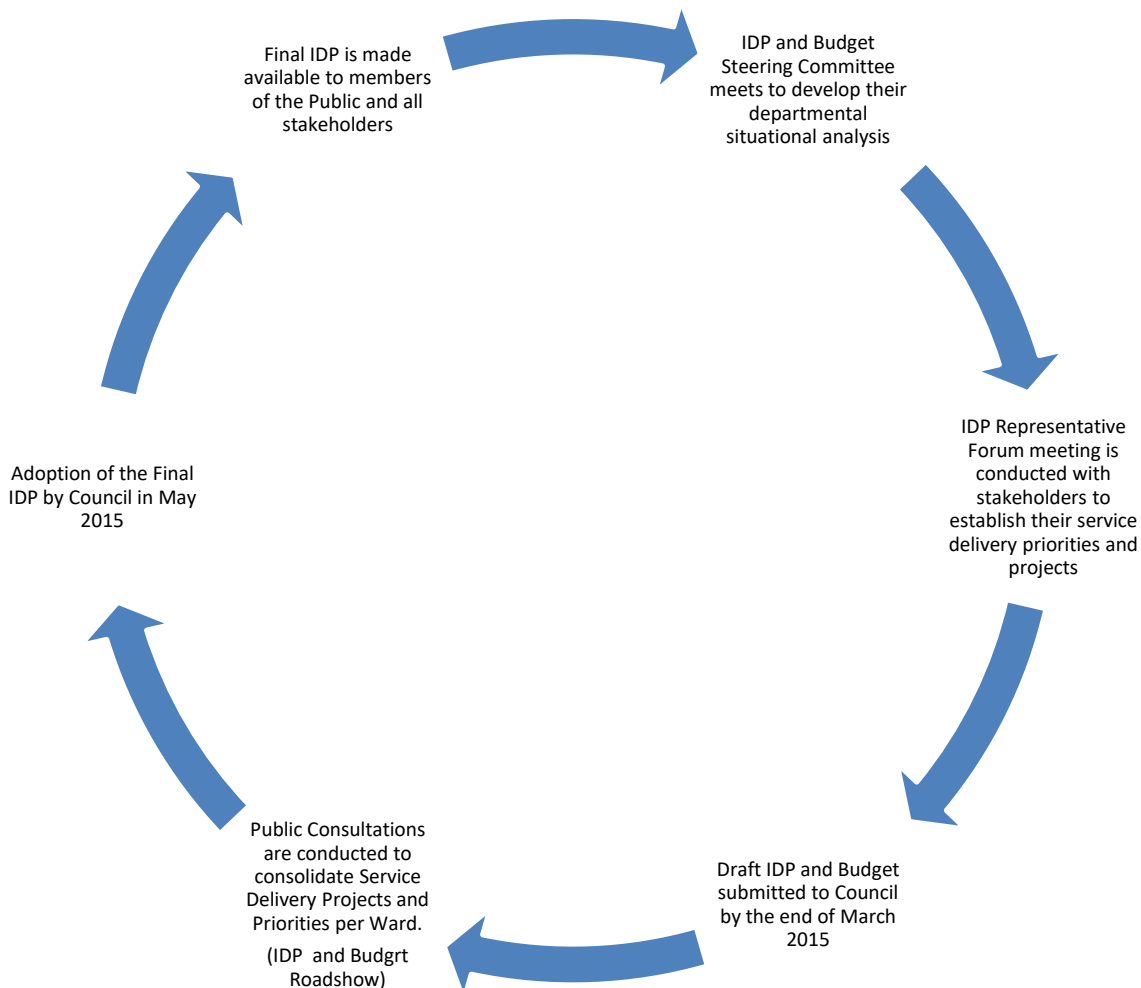 Final IDP is made
available to members
of the Public and all
stakeholders
IDP and Budget
Steering Committee
meets to develop their
departmental
situational analysis
IDP Representative
Forum meeting is
conducted with
stakeholders to
establish their service
delivery priorities and
projects
Draft IDP and Budget
submitted to Council
by the end of March
2015
Public Consultations
are conducted to
consolidate Service
Delivery Projects and
Priorities per Ward.
(IDP  and Budgrt
Roadshow)
Adoption of the Final
IDP by Council in May
2015